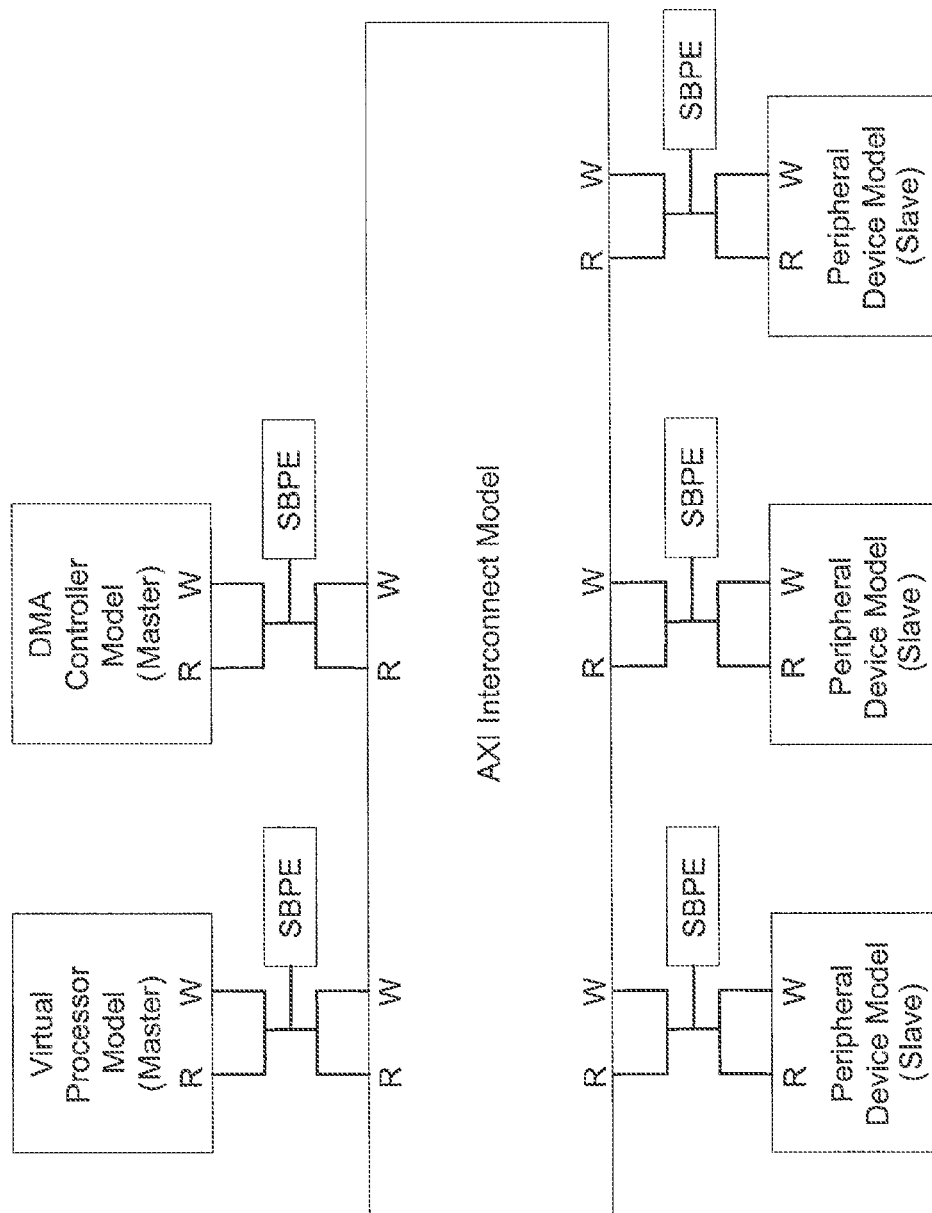 Virtual
Processor
Model
(Master)
R W
SBPE
R W
DMA
Controller
Model
(Master)
R W
SBPE
R W
AXI Interconnect Model
R W
SBPE
R W
Peripheral
Device Model
(Slave)
R W
SBPE
R W
Peripheral
Device Model
(Slave)
R W
SBPE
R W
Peripheral
Device Model
(Slave)